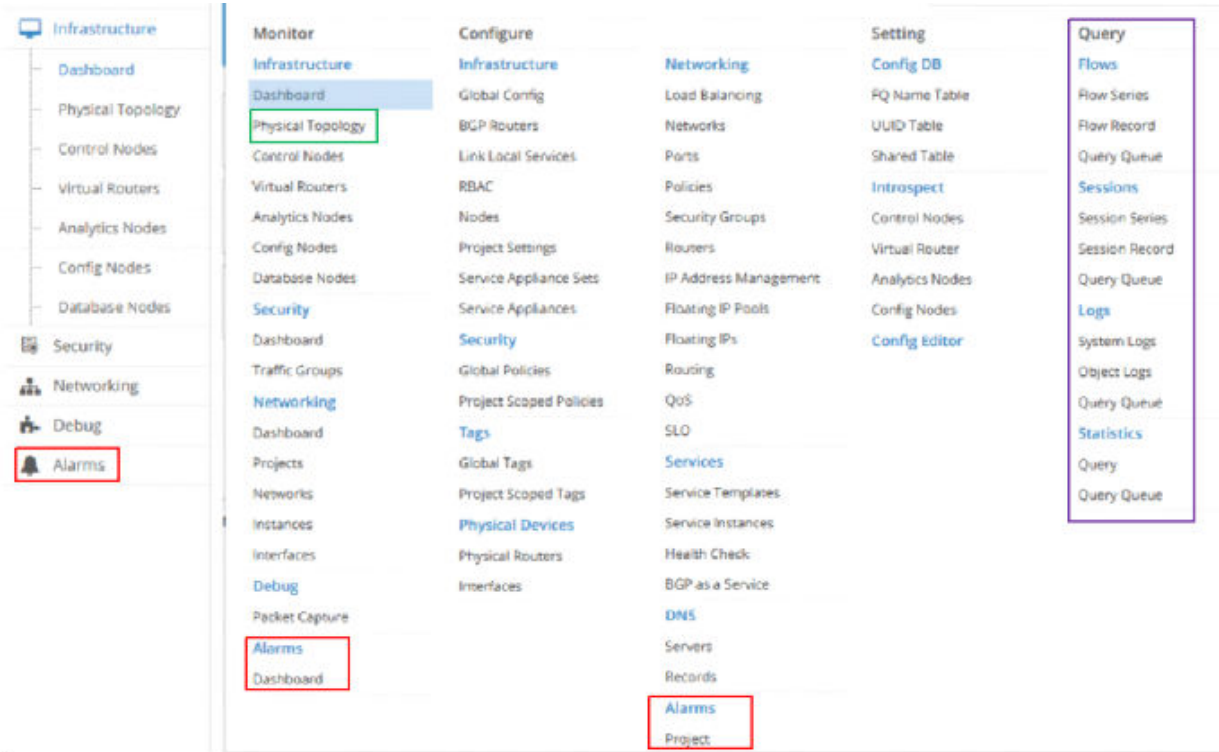 Infrastructure
Dashboard
Physical Topology
Control Nodes
Virtual Routers
Analytics Nodes
Config Nodes
Database Nodes
Security
Networking
Debug
Alarms
Monitor
Infrastructure
Dashboard
Physical Topology
Control Nodes
Virtual Routers
Analytics Nodes
Config Nodes
Database Nodes
Security
Dashboard
Traffic Groups
Networking
Dashboard
Projects
Networks
Instances
Interfaces
Debug
Packet Capture
Alarms
Dashboard
Configure
Infrastructure
Global Config
BGP Routers
Link Local Services
RBAC
Nodes
Project Settings
Service Appliance Sets
Service Appliances
Security
Global Policies
Project Scoped Policies
Tags
Global Tags
Project Scoped Tags
Physical Devices
Physical Routers
Interfaces
Networking
Load Balancing
Networks
Ports
Policies
Security Groups
Routers
IP Address Management
Floating IP Pools
Floating IPs
Routing
QoS
SLO
Services
Service Templates
Service Instances
Health Check
BGP as a Service
DNS
Servers
Records
Alarms
Project
Setting
Config DB
FQ Name Table
UUID Table
Shared Table
Introspect
Control Nodes
Virtual Router
Analytics Nodes
Config Nodes
Config Editor
Query
Flows
Flow Series
Flow Record
Query Queue
Sessions
Session Series
Session Record
Query Queue
Logs
System Logs
Object Logs
Query Queue
Statistics
Query
Query Queue